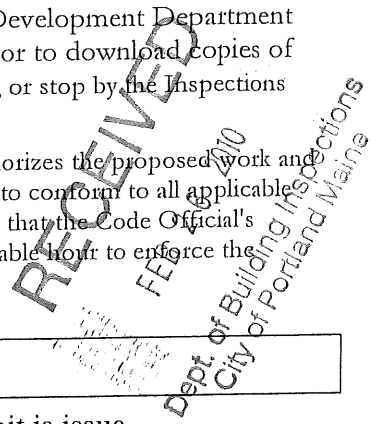 Development Department
or to download copies of
, or stop by the Inspections
orizes the proposed work and
to conform to all applicable
that the Code Official's
able hour to enforce the
RECEIVED
FEB 26 2010
Dept. of Building Inspections
City of Portland Maine
it is issue